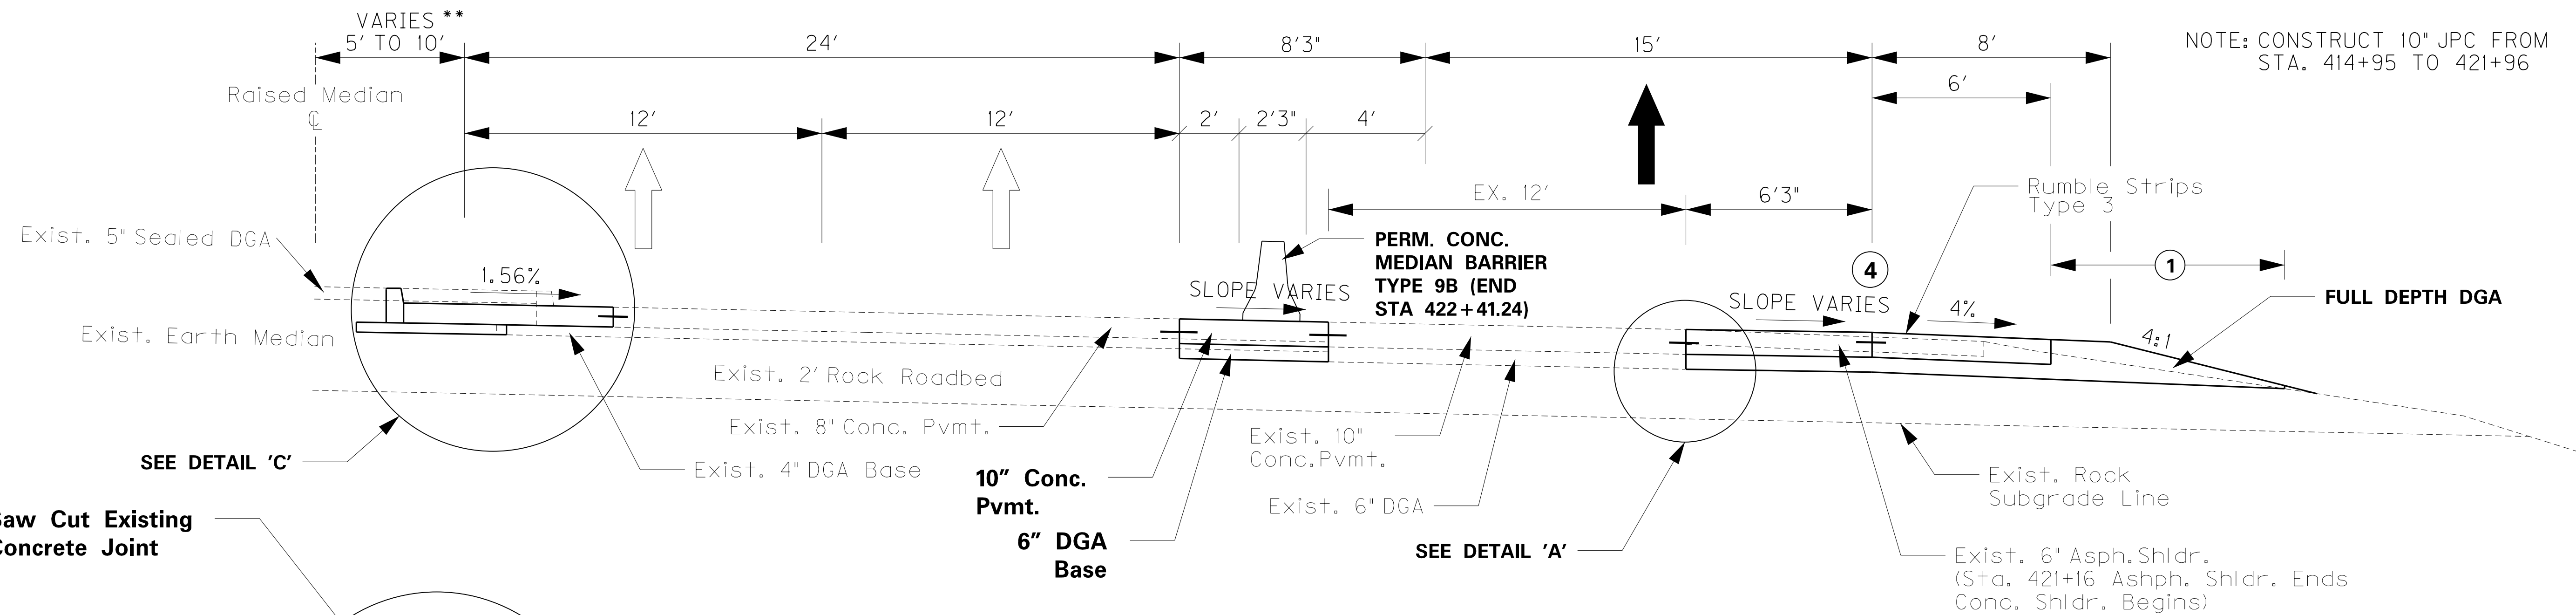 VARIES **
5' TO 10'
24'
8'3"
15'
8'
NOTE: CONSTRUCT 10" JPC FROM
STA. 414+95 TO 421+96
6'
Raised Median
℄
12'
12'
2'
2'3"
4'
EX. 12'
6'3"
Rumble Strips
Type 3
Exist. 5" Sealed DGA
PERM. CONC.
MEDIAN BARRIER
TYPE 9B (END
STA 422+41.24)
4
1
1.56%
SLOPE VARIES
SLOPE VARIES
4%
FULL DEPTH DGA
4:1
Exist. Earth Median
Exist. 2' Rock Roadbed
Exist. 8" Conc. Pvmt.
Exist. 10"
Conc.Pvmt.
SEE DETAIL 'C'
Exist. 4" DGA Base
10" Conc.
Pvmt.
Exist. Rock
Subgrade Line
Exist. 6" DGA
Saw Cut Existing
Concrete Joint
6" DGA
Base
SEE DETAIL 'A'
Exist. 6" Asph.Shldr.
(Sta. 421+16 Ashph. Shldr. Ends
Conc. Shldr. Begins)